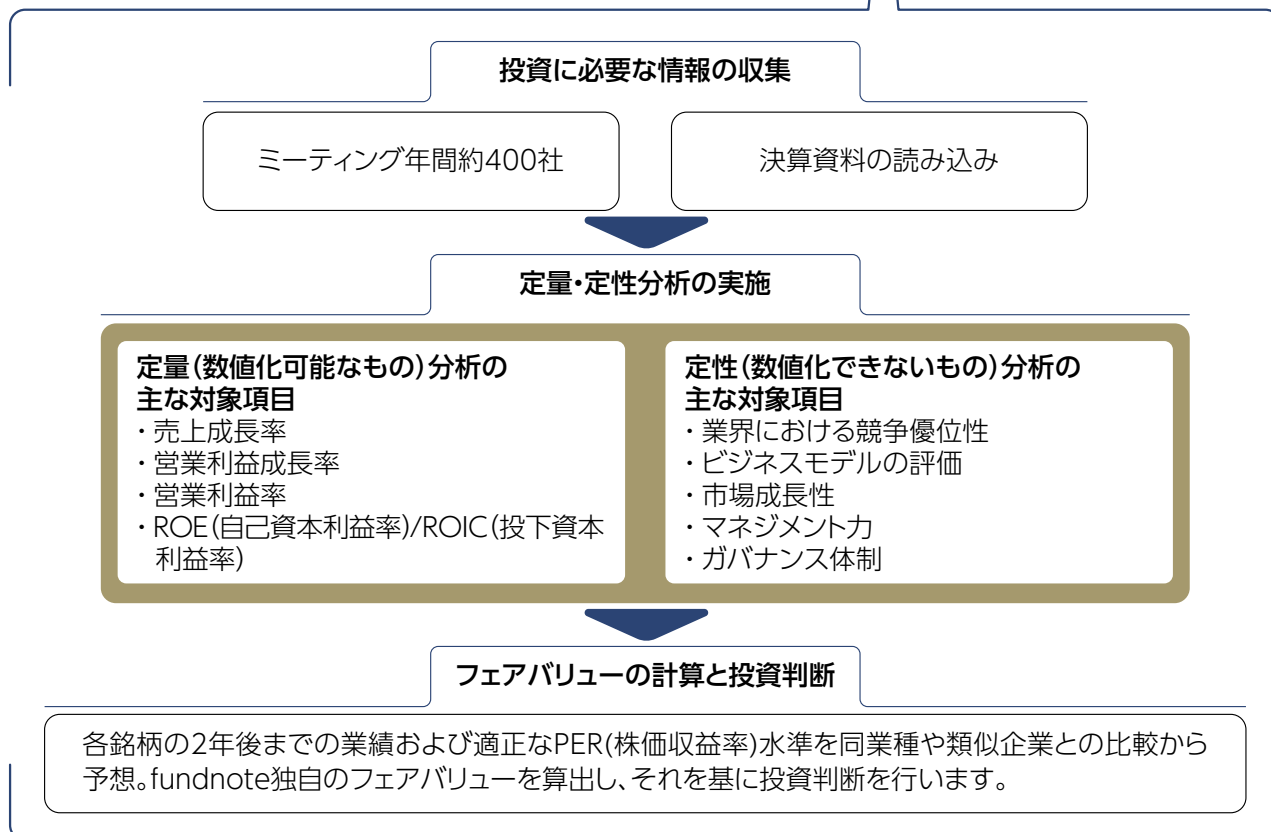 投資に必要な情報の収集
ミーティング年間約400社
決算資料の読み込み
定量・定性分析の実施
定量(数値化可能なもの)分析の
主な対象項目
・売上成長率
・営業利益成長率
・営業利益率
・ROE(自己資本利益率)/ROIC(投下資本
利益率)
定性(数値化できないもの)分析の
主な対象項目
・業界における競争優位性
・ビジネスモデルの評価
・市場成長性
・マネジメント力
・ガバナンス体制
フェアバリューの計算と投資判断
各銘柄の2年後までの業績および適正なPER(株価収益率)水準を同業種や類似企業との比較から
予想。fundnote独自のフェアバリューを算出し、それを基に投資判断を行います。